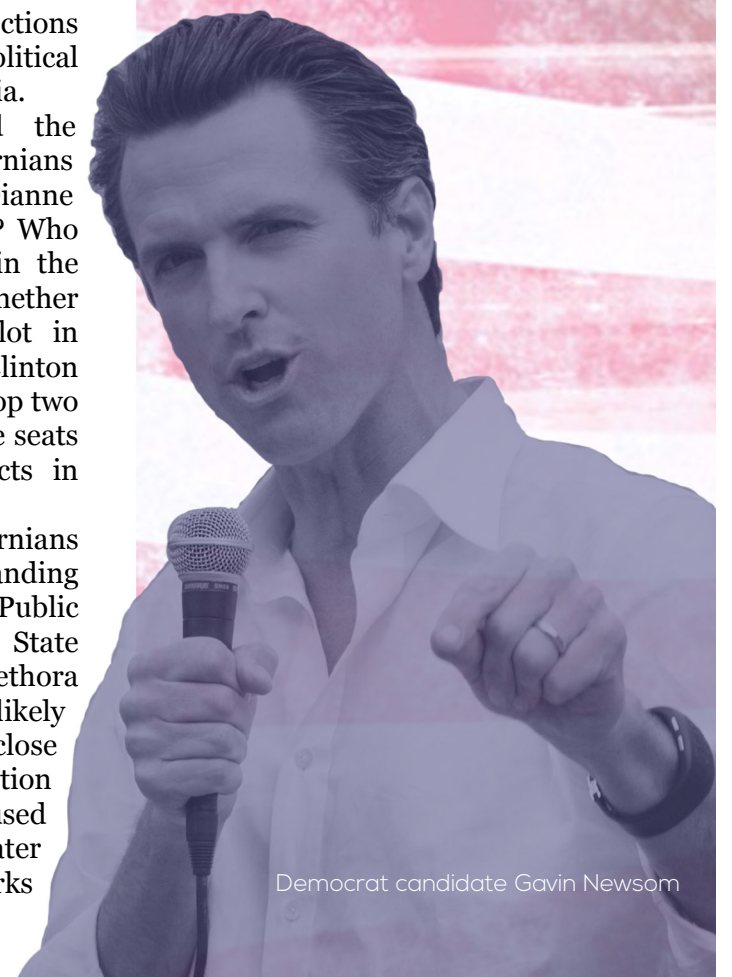 ctions
olitical
ia.
the
rnians
ianne
? Who
in the
hether
lot in
linton
op two
e seats
cts in
rnians
anding
Public
State
ethora
likely
close
tion
used
ater
rks
Democrat candidate Gavin Newsom